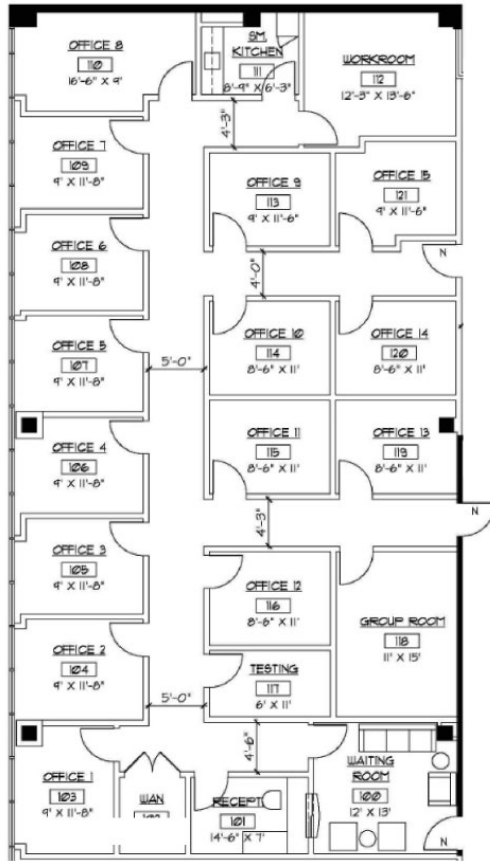 OFFICE 8
110
16'-6" X 9'
SM.
KITCHEN
111
8'-9" X 6'-3"
WORKROOM
112
12'-3" X 13'-6"
4'-3"
OFFICE 7
109
9' X 11'-8"
OFFICE 9
113
9' X 11'-6"
OFFICE 15
121
9' X 11'-6"
OFFICE 6
108
9' X 11'-8"
4'-0"
N
OFFICE 5
107
9' X 11'-8"
5'-0"
OFFICE 10
114
8'-6" X 11'
OFFICE 14
120
8'-6" X 11'
OFFICE 4
106
9' X 11'-8"
OFFICE 11
115
8'-6" X 11'
OFFICE 13
119
8'-6" X 11'
4'-3"
N
OFFICE 3
105
9' X 11'-8"
OFFICE 12
116
8'-6" X 11'
GROUP ROOM
118
11' X 15'
OFFICE 2
104
9' X 11'-8"
TESTING
117
6' X 11'
5'-0"
4'-6"
OFFICE 1
103
9' X 11'-8"
WAN
RECEPT
101
14'-6" X 7'
WAITING
ROOM
100
12' X 13'
N